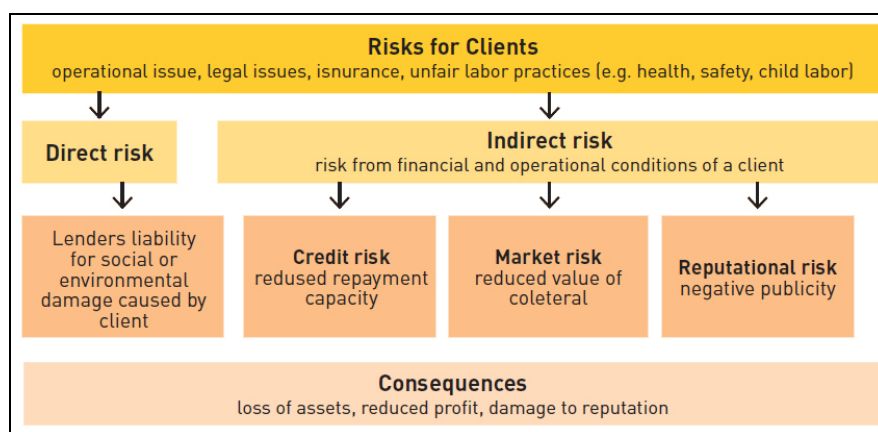 Risks for Clients
operational issue, legal issues, isnurance, unfair labor practices (e.g. health, safety, child labor)
Direct risk
Indirect risk
risk from financial and operational conditions of a client
Lenders liability
for social or
environmental
damage caused by
client
Credit risk
redused repayment
capacity
Market risk
reduced value of
coleteral
Reputational risk
negative publicity
Consequences
loss of assets, reduced profit, damage to reputation